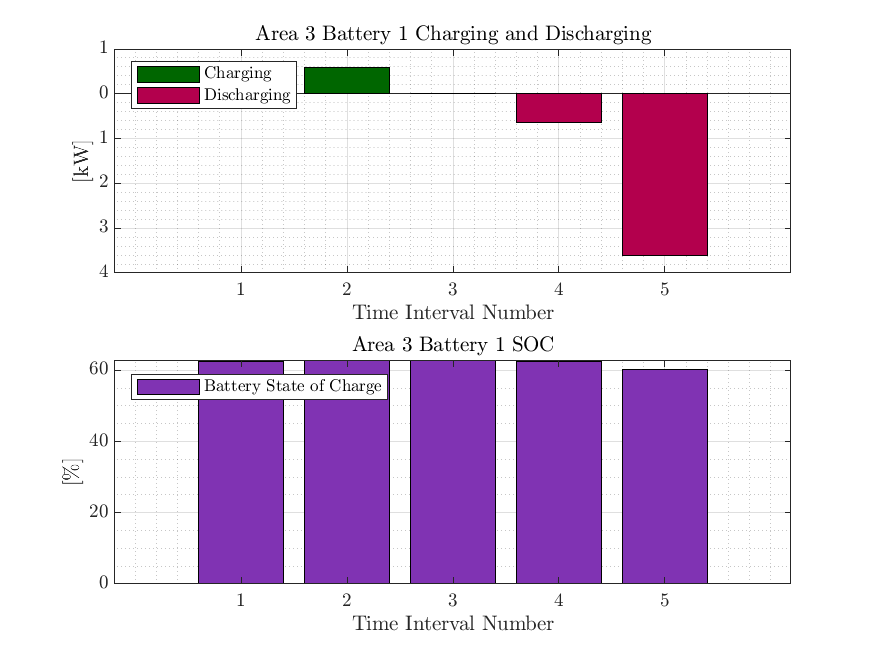 Area 3 Battery 1 Charging and Discharging
1
Charging
0
Discharging
1
[kW]
2
3
4
1 2 3 4 5
Time Interval Number
Area 3 Battery 1 SOC
60
Battery State of Charge
40
[%]
20
0
1 2 3 4 5
Time Interval Number